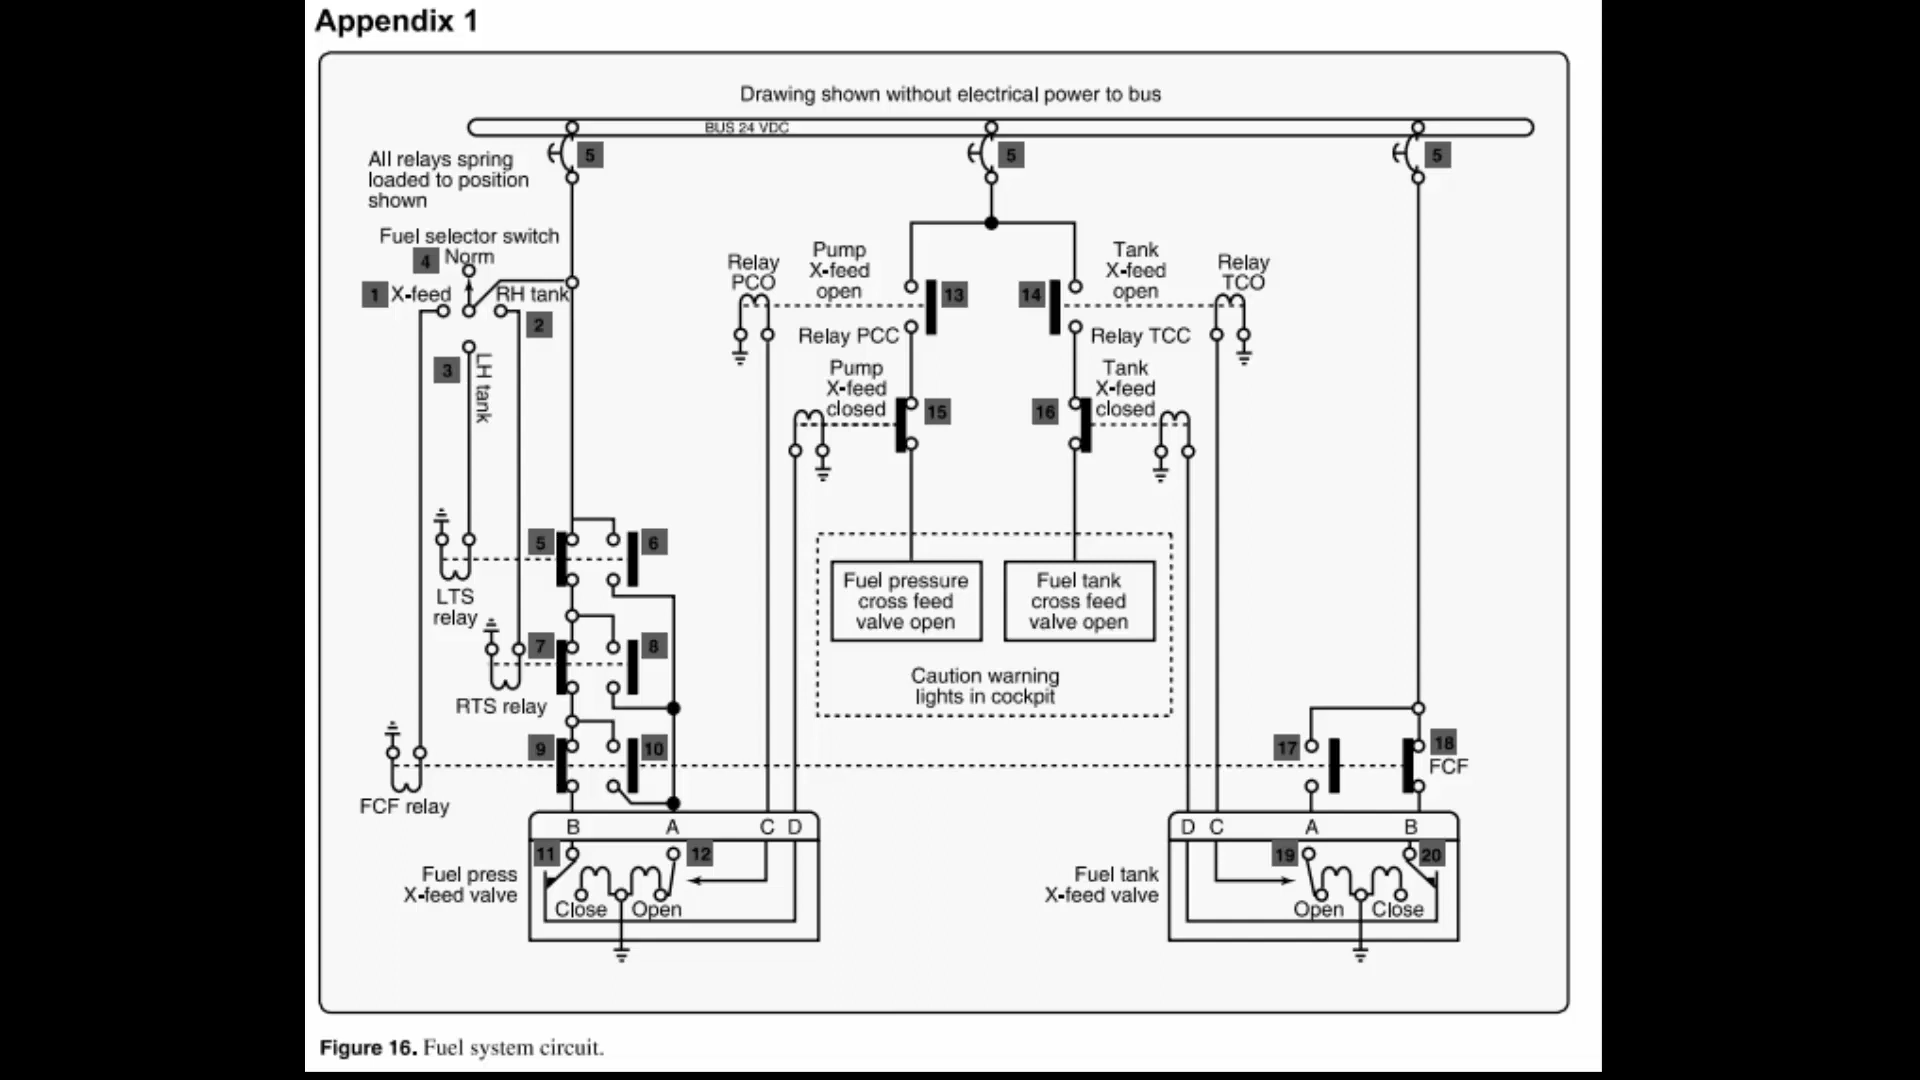 Appendix 1
Drawing shown without electrical power to bus
BUS 24 VDC
5
5
5
All relays spring
loaded to position
shown
Fuel selector switch
4 Norm
1 X-feed
RH tank
2
3
LH tank
Relay
PCO
Pump
X-feed
open
13
14
Tank
X-feed
open
Relay
TCO
Relay PCC
Relay TCC
Pump
X-feed
closed
15
16
Tank
X-feed
closed
5
6
LTS
relay
7
8
RTS relay
9
10
FCF relay
Fuel pressure
cross feed
valve open
Fuel tank
cross feed
valve open
Caution warning
lights in cockpit
17
18
FCF
B A C D
D C A B
11
12
19
20
Fuel press
X-feed valve
Close Open
Fuel tank
X-feed valve
Open Close
Figure 16. Fuel system circuit.